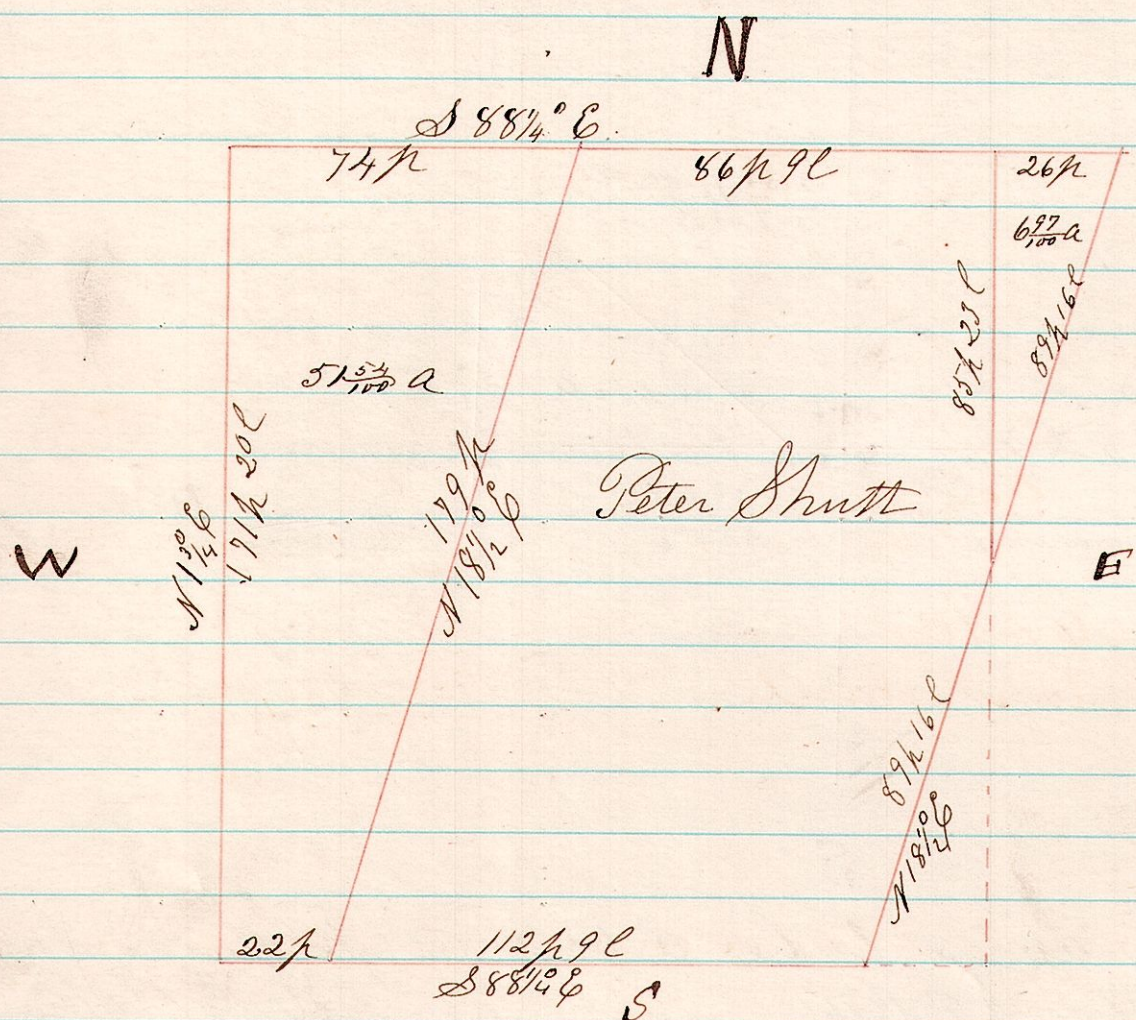 N
S 88¼° E.
74p
86p 9l
26p
6 97/100 a
85p 23l
89p 16l
51 54/100 a
N 1¾° E
171p 20l
179p
N 18½° E
Peter Shutt
W
E
89p 16l
N 18½° E
22p
112p 9l
S 88¼° E
S